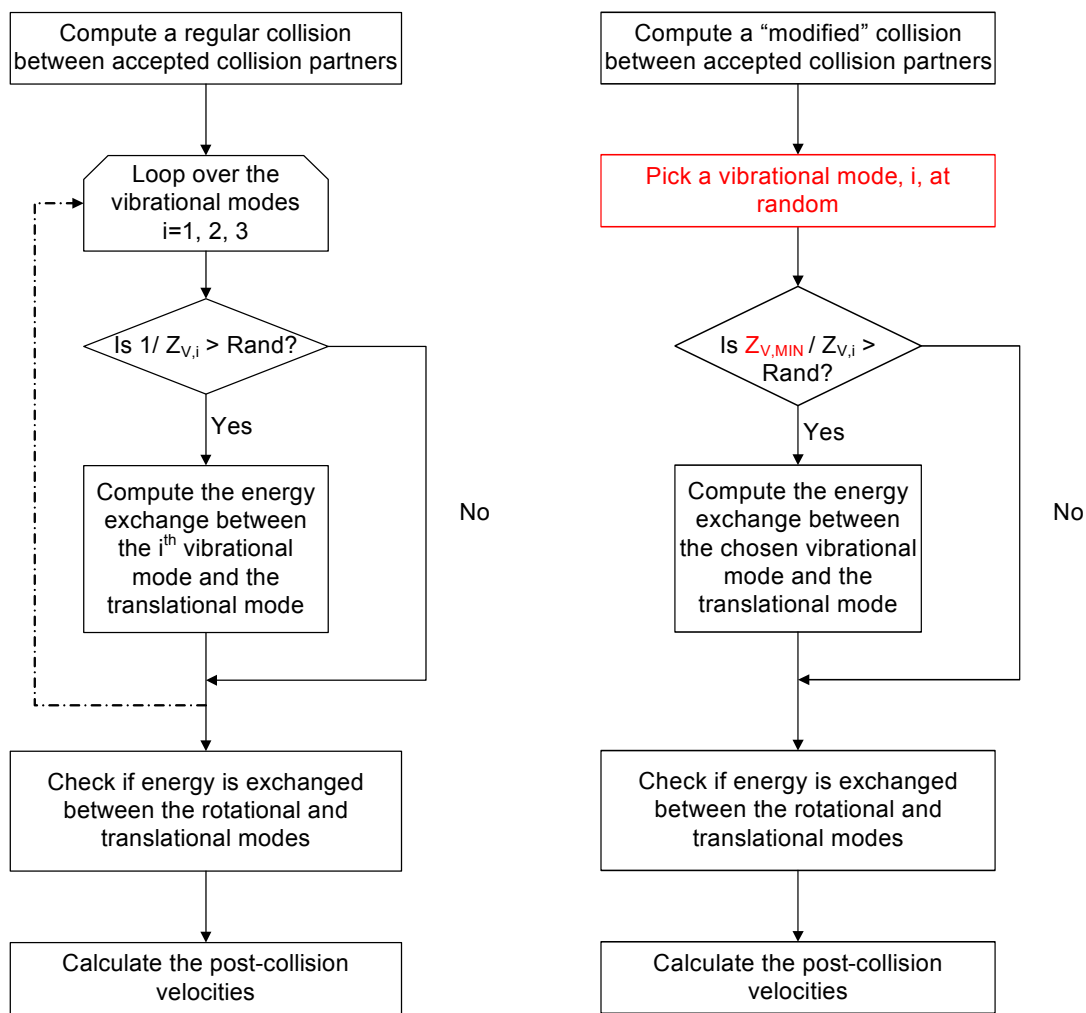 Compute a regular collision
between accepted collision partners
Loop over the
vibrational modes
i=1, 2, 3
Is 1/ Z_{V,i} > Rand?
Yes
No
Compute the energy
exchange between
the i^{th} vibrational
mode and the
translational mode
Check if energy is exchanged
between the rotational and
translational modes
Calculate the post-collision
velocities
Compute a “modified” collision
between accepted collision partners
Pick a vibrational mode, i, at
random
Is Z_{V,MIN} / Z_{V,i} >
Rand?
Yes
No
Compute the energy
exchange between
the chosen vibrational
mode and the
translational mode
Check if energy is exchanged
between the rotational and
translational modes
Calculate the post-collision
velocities